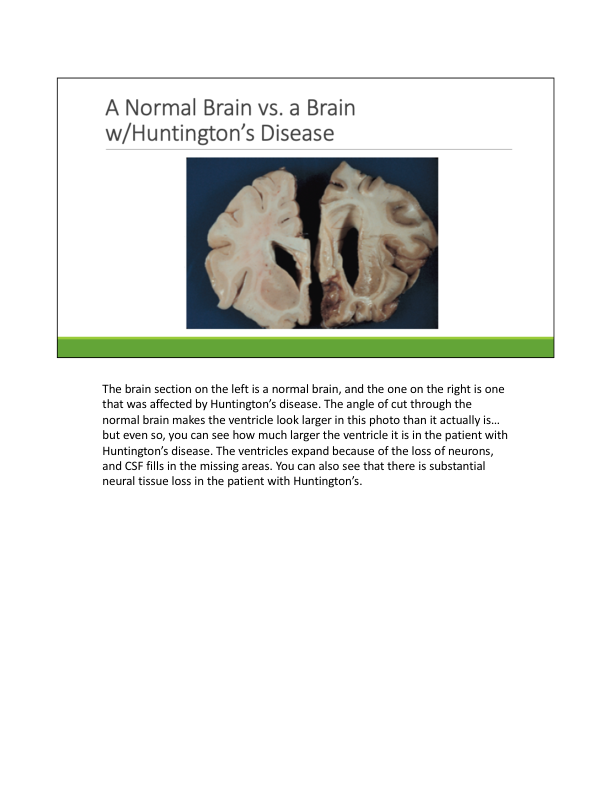 A Normal Brain vs. a Brain
w/Huntington’s Disease
The brain section on the left is a normal brain, and the one on the right is one
that was affected by Huntington’s disease. The angle of cut through the
normal brain makes the ventricle look larger in this photo than it actually is…
but even so, you can see how much larger the ventricle it is in the patient with
Huntington’s disease. The ventricles expand because of the loss of neurons,
and CSF fills in the missing areas. You can also see that there is substantial
neural tissue loss in the patient with Huntington’s.